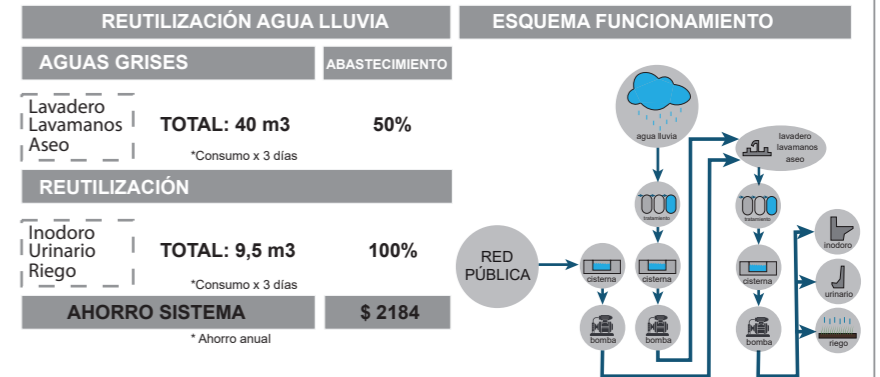 REUTILIZACIÓN AGUA LLUVIA
AGUAS GRISES
ABASTECIMIENTO
Lavadero
Lavamanos
Aseo
TOTAL: 40 m3
50%
*Consumo x 3 días
REUTILIZACIÓN
Inodoro
Urinario
Riego
TOTAL: 9,5 m3
100%
*Consumo x 3 días
AHORRO SISTEMA
$ 2184
* Ahorro anual
ESQUEMA FUNCIONAMIENTO
agua lluvia
lavadero
lavamanos
aseo
tratamiento
tratamiento
RED
PÚBLICA
cisterna
cisterna
cisterna
inodoro
urinario
bomba
bomba
bomba
riego